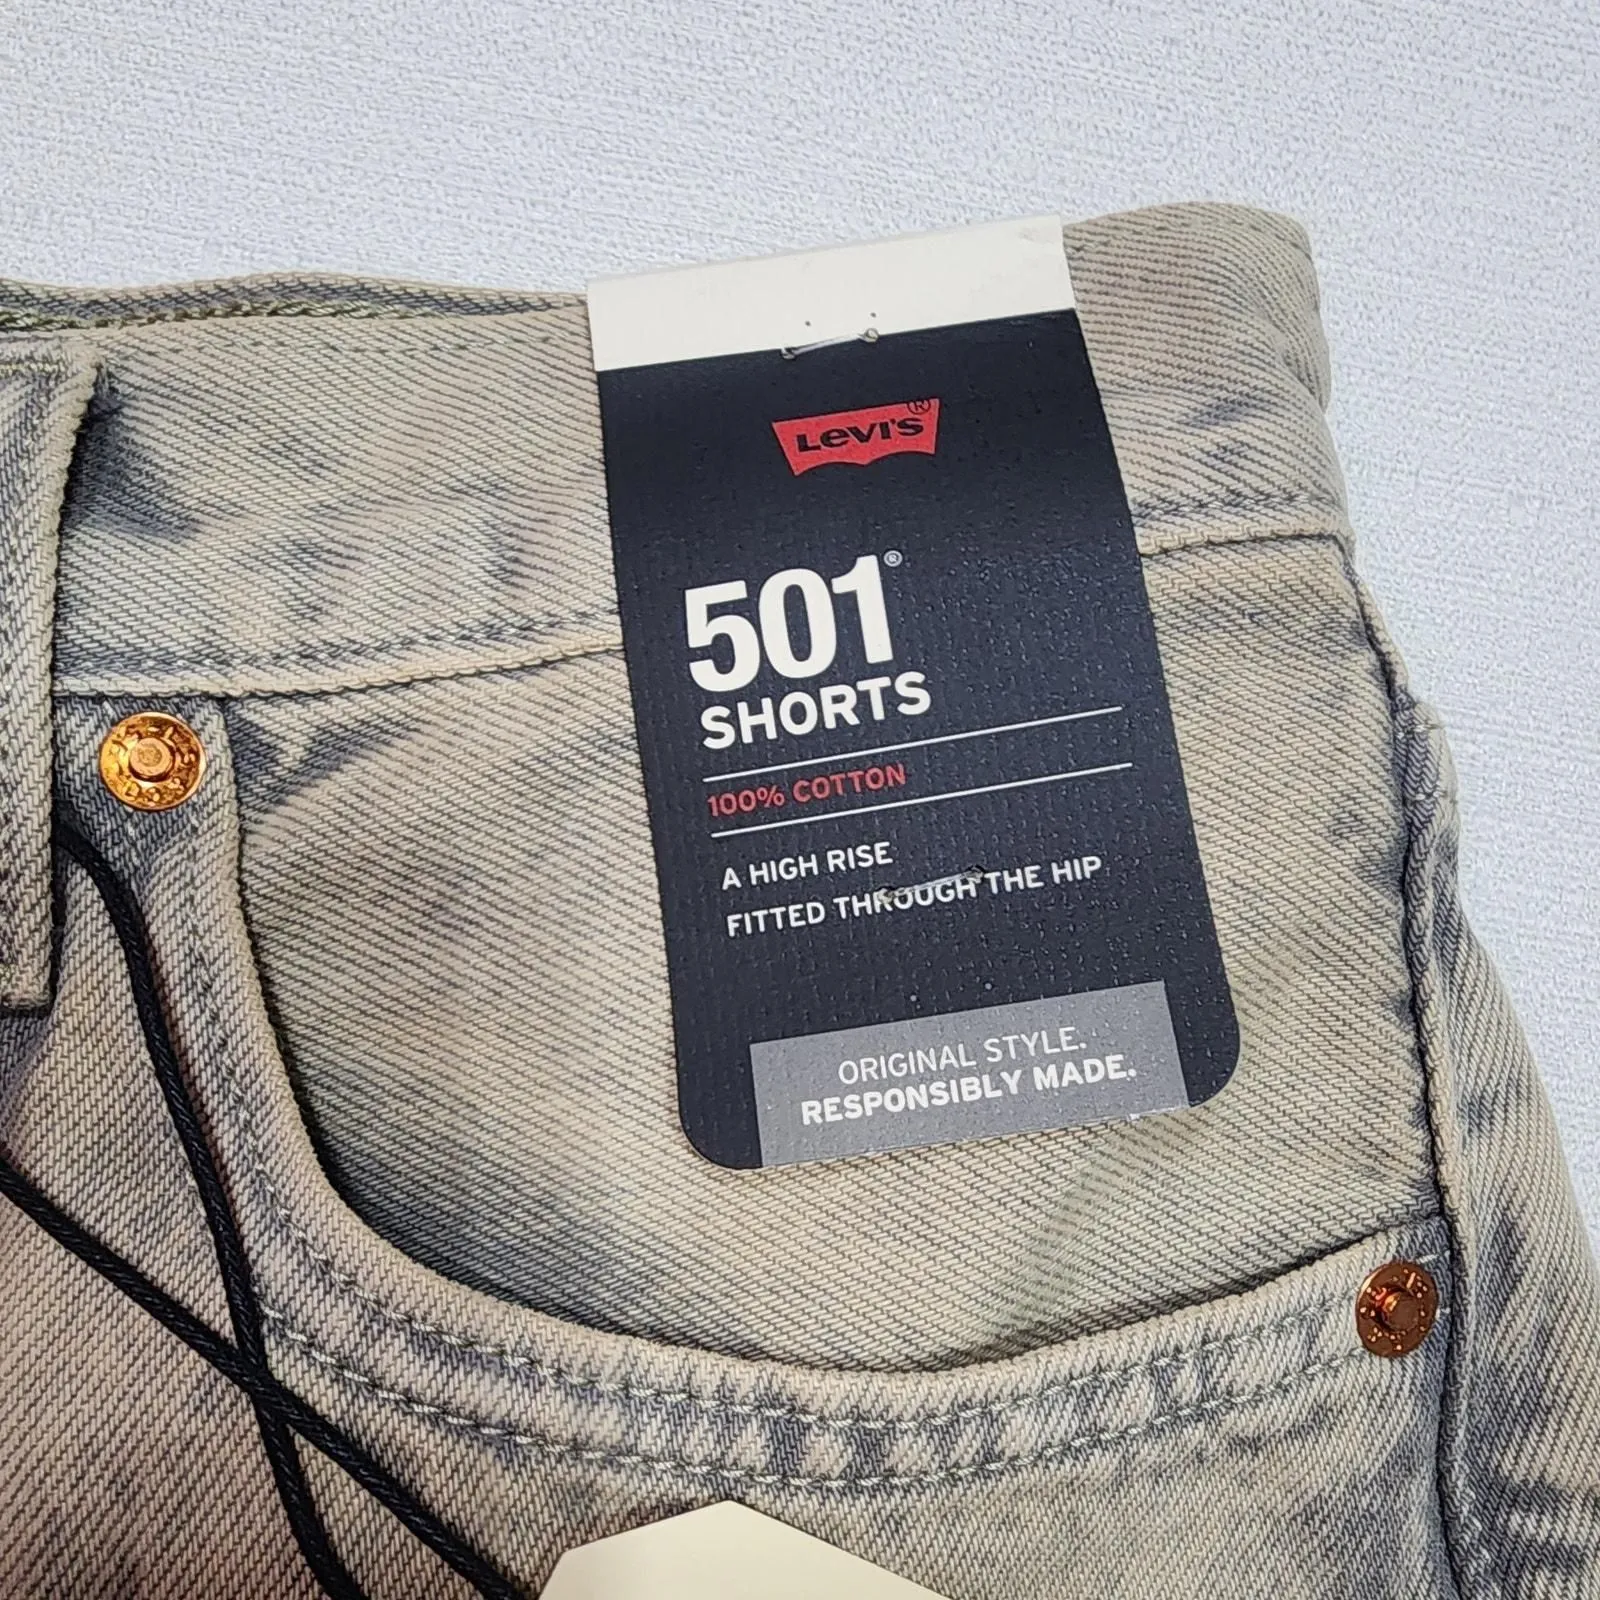 Levi's®
501®
SHORTS
100% COTTON
A HIGH RISE
FITTED THROUGH THE HIP
ORIGINAL STYLE.
RESPONSIBLY MADE.